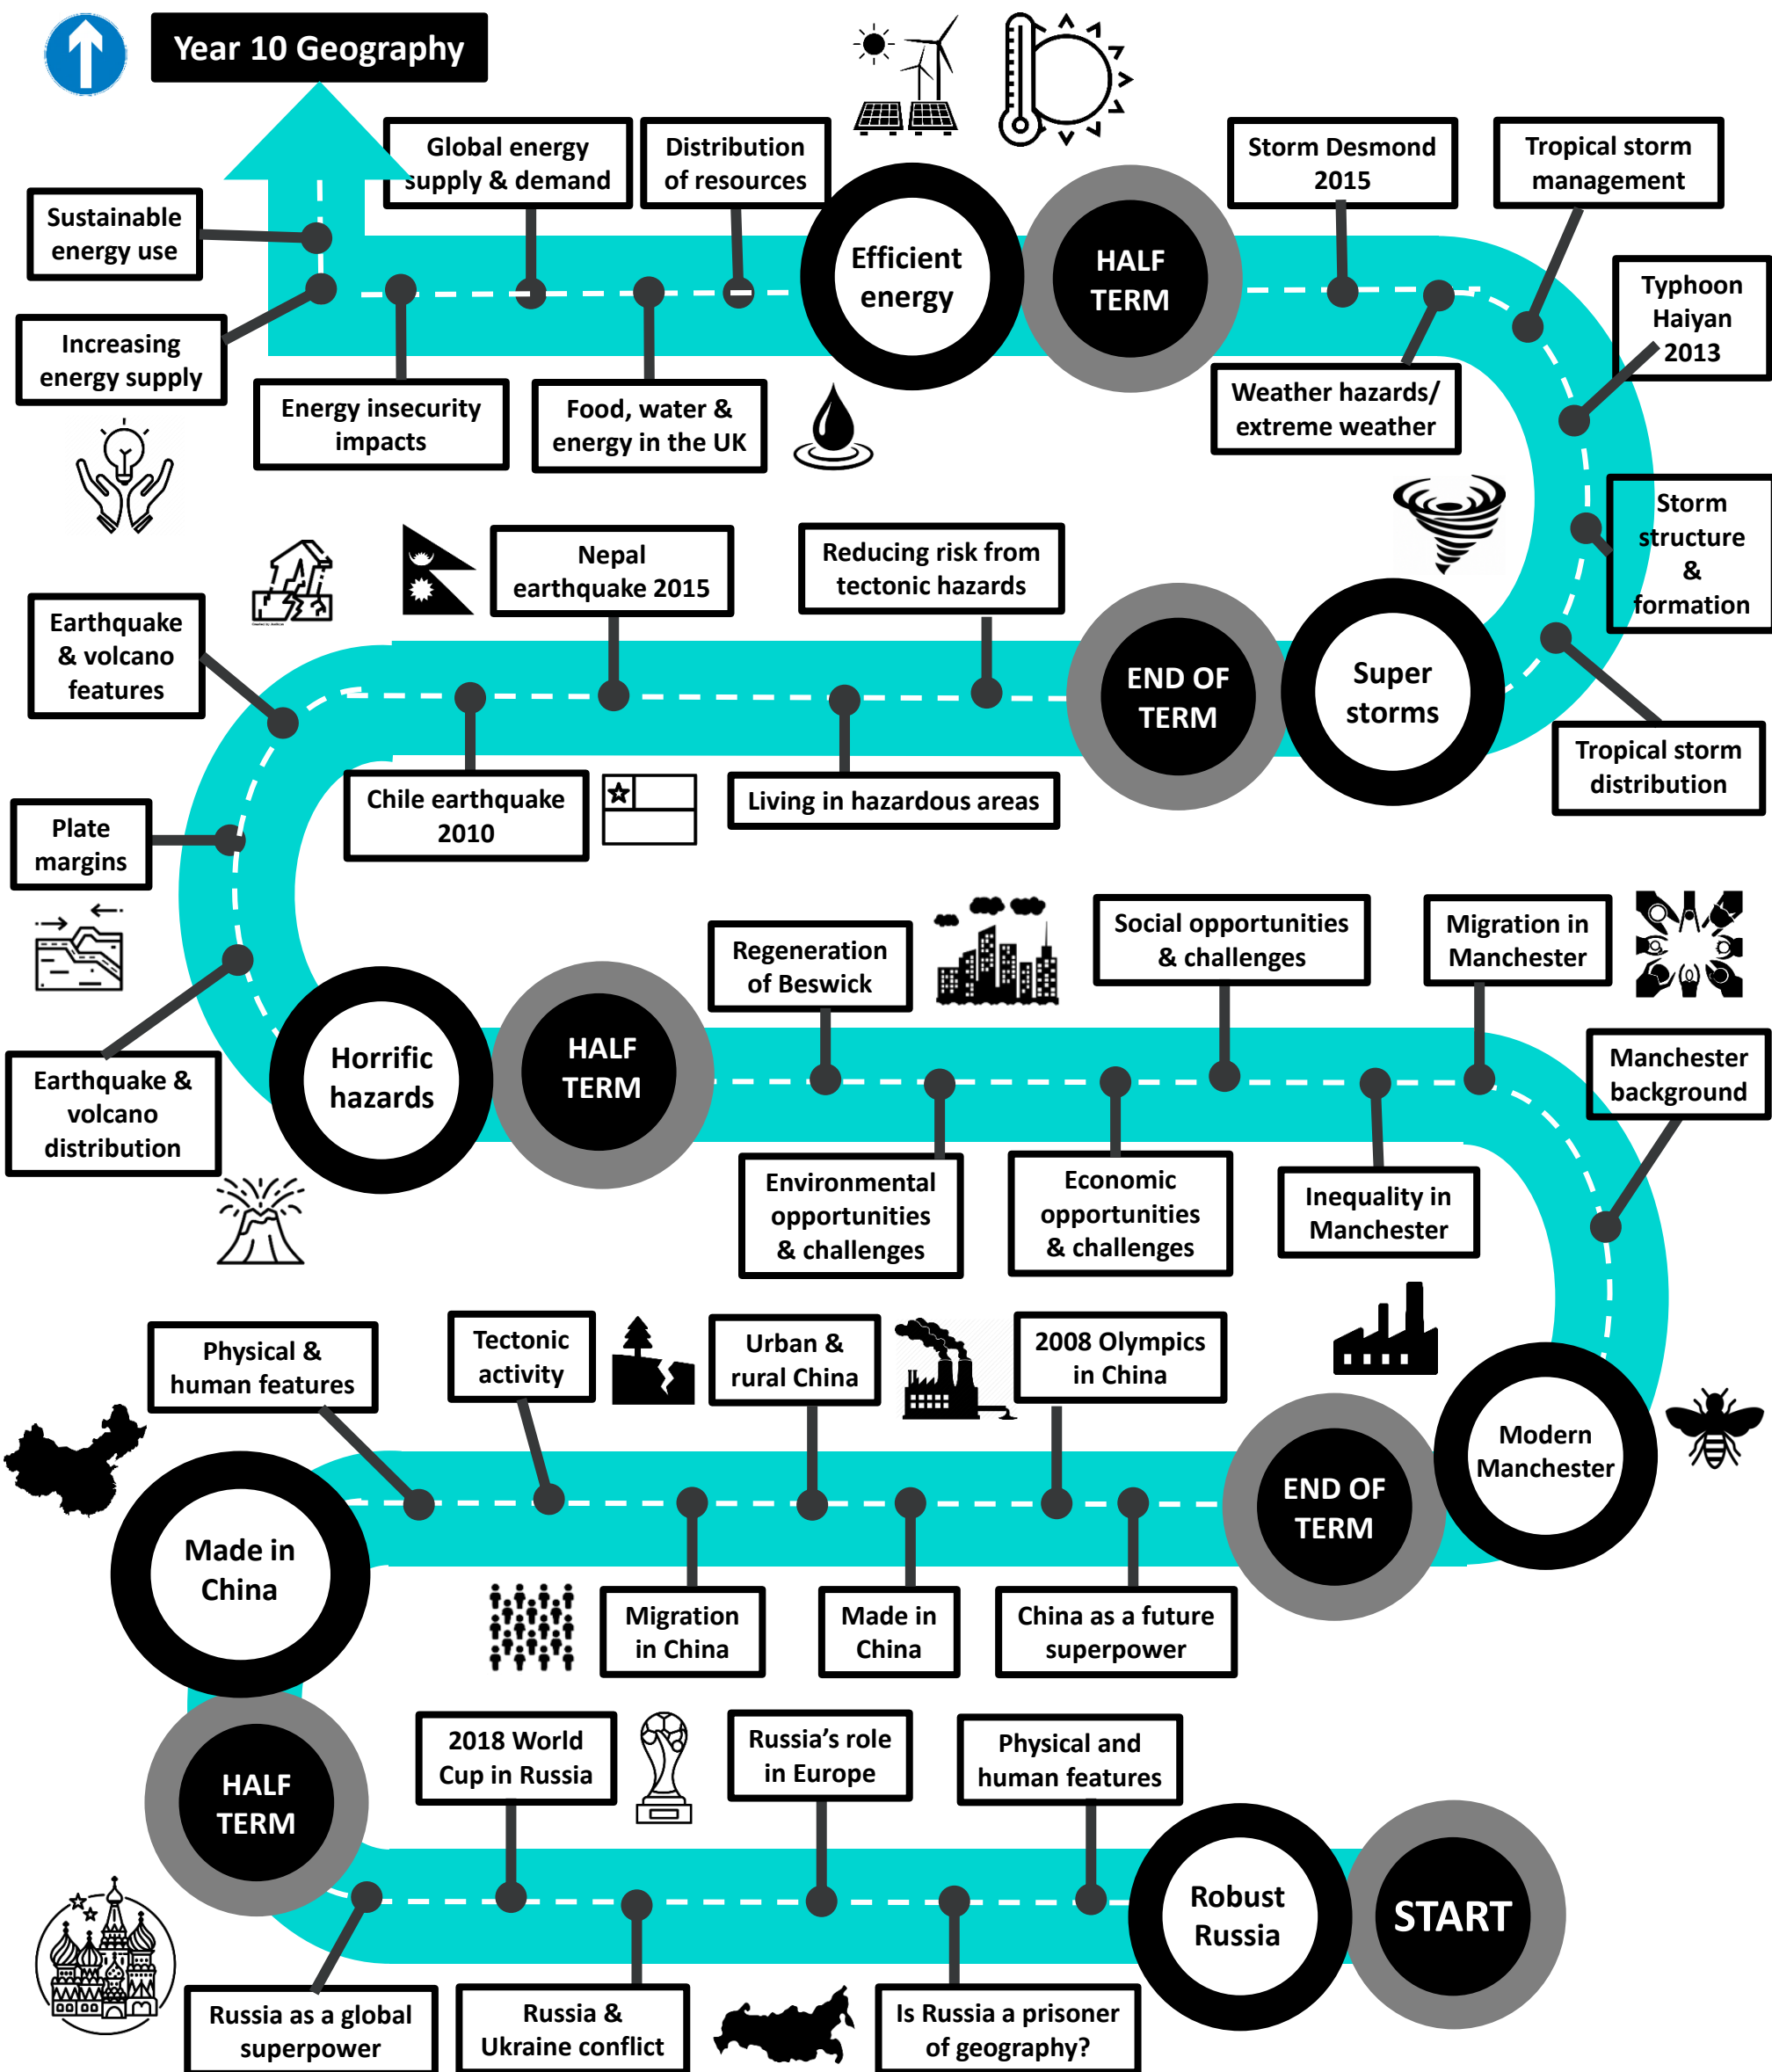 Year 10 Geography
Global energy
supply & demand
Distribution
of resources
Storm Desmond
2015
Tropical storm
management
Sustainable
energy use
Efficient
energy
HALF
TERM
Typhoon
Haiyan
2013
Increasing
energy supply
Energy insecurity
impacts
Food, water &
energy in the UK
Weather hazards/
extreme weather
Storm
structure
&
formation
Nepal
earthquake 2015
Reducing risk from
tectonic hazards
Earthquake
& volcano
features
END OF
TERM
Super
storms
Tropical storm
distribution
Chile earthquake
2010
Living in hazardous areas
Plate
margins
Regeneration
of Beswick
Social opportunities
& challenges
Migration in
Manchester
Horrific
hazards
HALF
TERM
Manchester
background
Earthquake &
volcano
distribution
Environmental
opportunities
& challenges
Economic
opportunities
& challenges
Inequality in
Manchester
Physical &
human features
Tectonic
activity
Urban &
rural China
2008 Olympics
in China
Modern
Manchester
END OF
TERM
Made in
China
Migration
in China
Made in
China
China as a future
superpower
2018 World
Cup in Russia
Russia's role
in Europe
Physical and
human features
HALF
TERM
Robust
Russia
START
Russia as a global
superpower
Russia &
Ukraine conflict
Is Russia a prisoner
of geography?